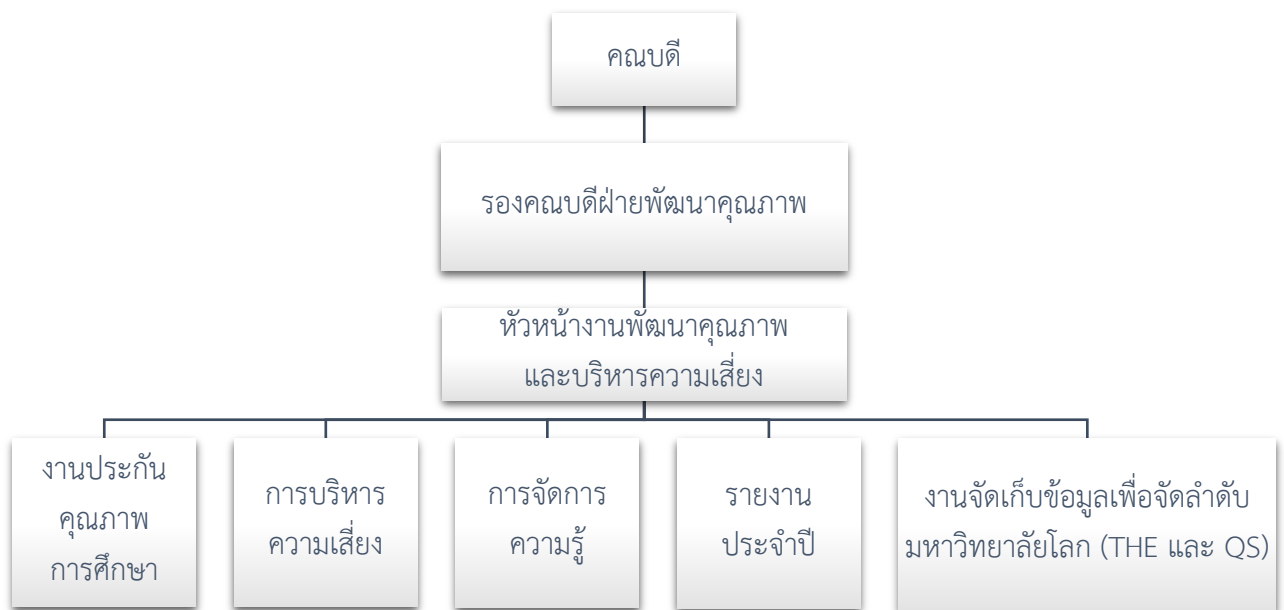 คณบดี
รองคณบดีฝ่ายพัฒนาคุณภาพ
หัวหน้างานพัฒนาคุณภาพ
และบริหารความเสี่ยง
งานประกัน
คุณภาพ
การศึกษา
การบริหาร
ความเสี่ยง
การจัดการ
ความรู้
รายงาน
ประจำปี
งานจัดเก็บข้อมูลเพื่อจัดลำดับ
มหาวิทยาลัยโลก (THE และ QS)